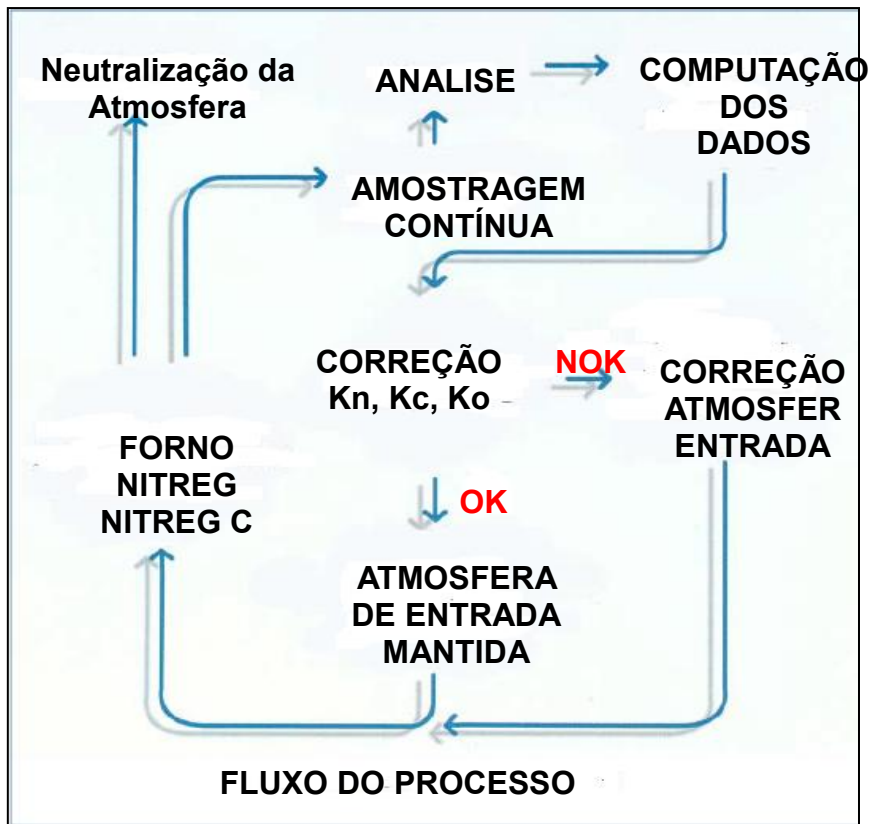 Neutralização da
Atmosfera
ANALISE
COMPUTAÇÃO
DOS
DADOS
AMOSTRAGEM
CONTÍNUA
CORREÇÃO
Kn, Kc, Ko
NOK
CORREÇÃO
ATMOSFER
ENTRADA
FORNO
NITREG
NITREG C
OK
ATMOSFERA
DE ENTRADA
MANTIDA
FLUXO DO PROCESSO